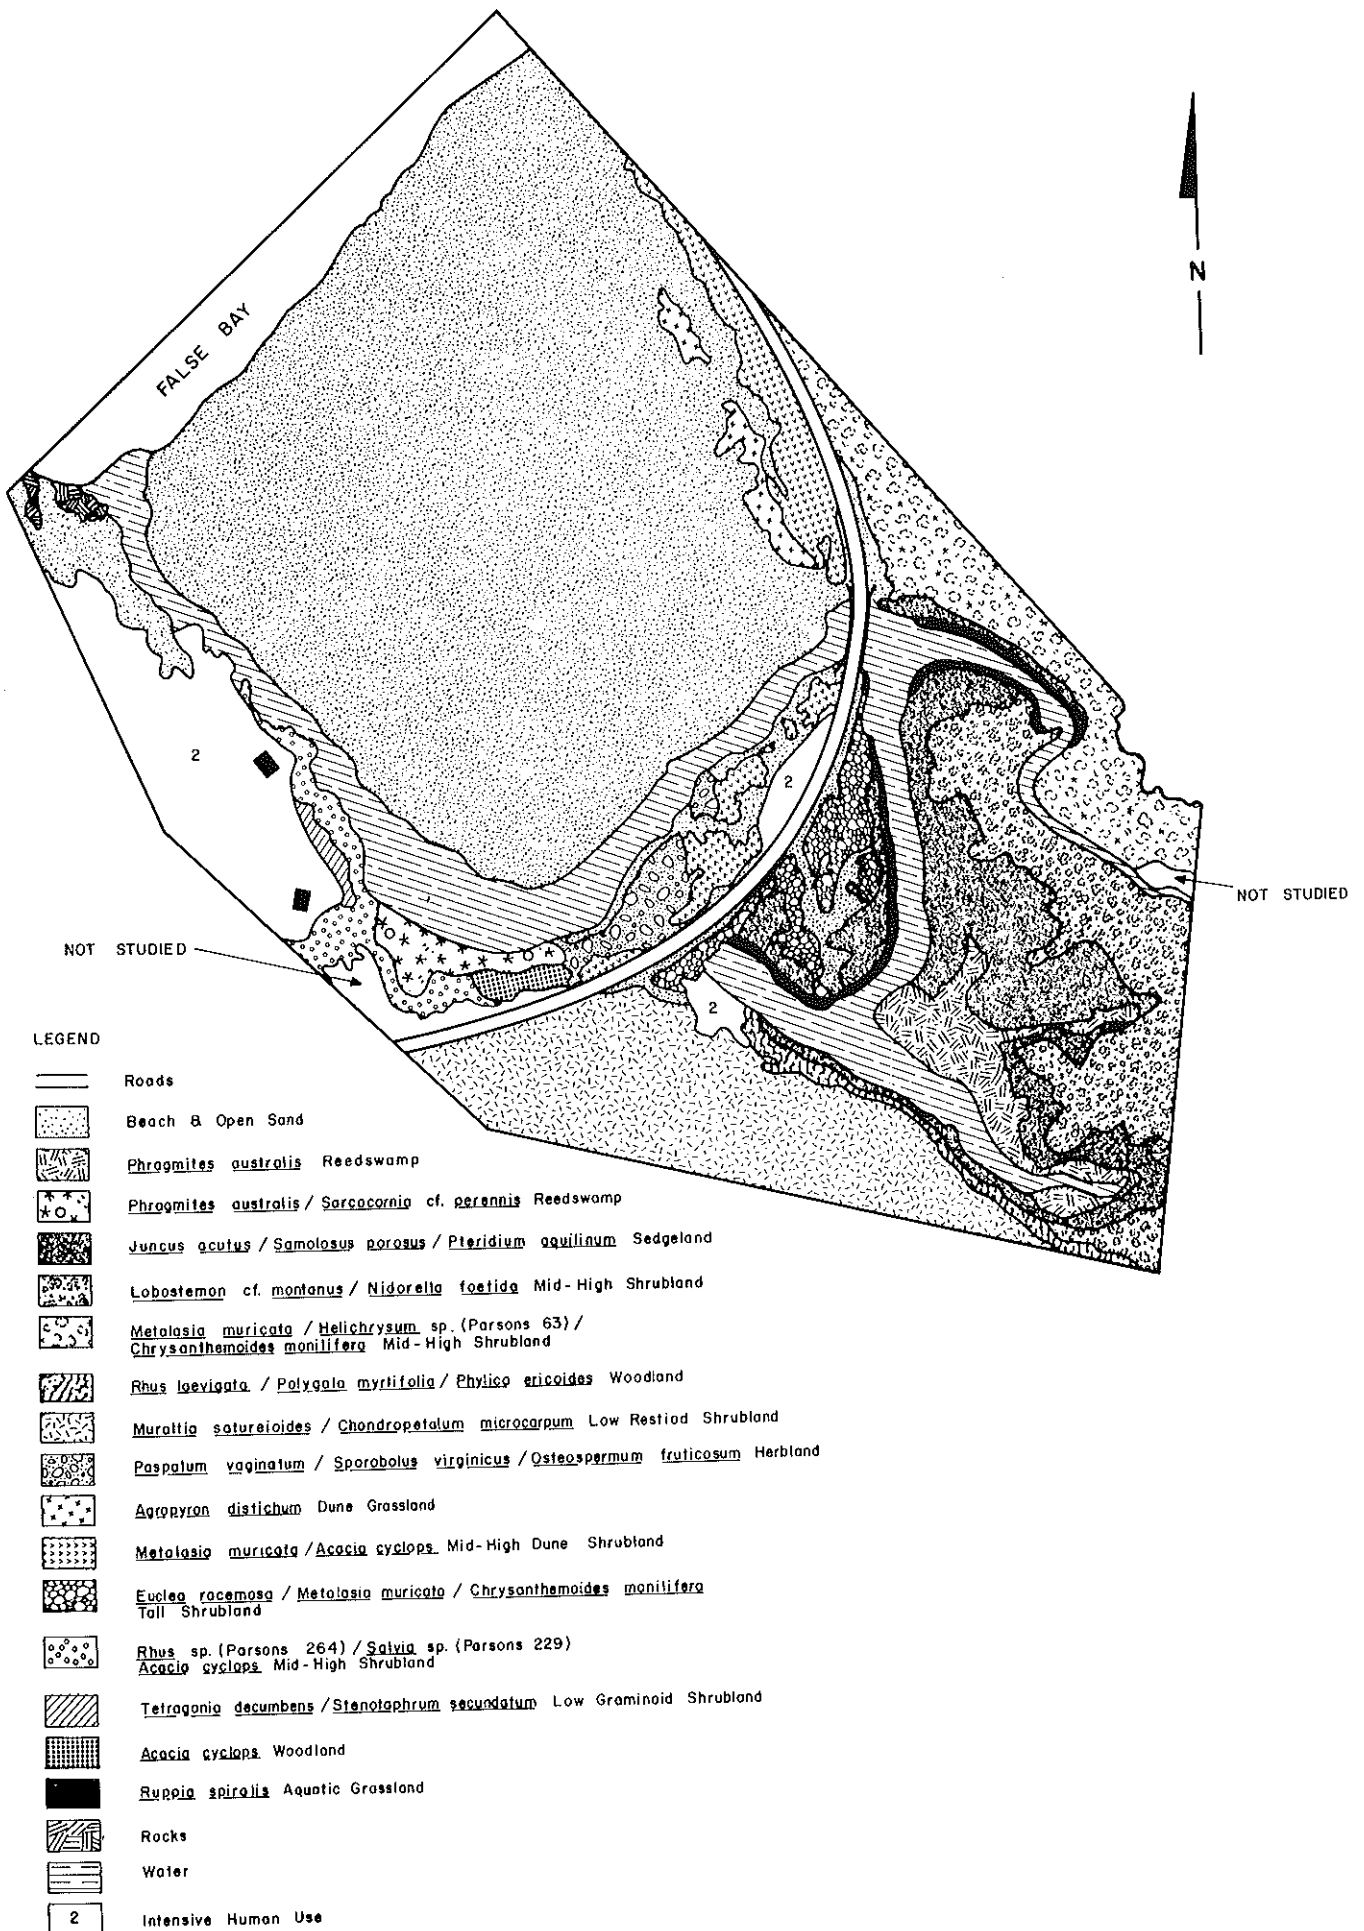 N
FALSE BAY
2
2
NOT STUDIED
NOT STUDIED
2
LEGEND
Roads
Beach & Open Sand
Phragmites australis Reedswamp
Phragmites australis / Sarcocornia cf. perennis Reedswamp
Juncus acutus / Samolosus porosus / Pteridium aquilinum Sedgeland
Lobostemon cf. montanus / Nidorella foetida Mid-High Shrubland
Metalasia muricata / Helichrysum sp. (Parsons 63) /
Chrysanthemoides monilifera Mid-High Shrubland
Rhus laevigata / Polygala myrtifolia / Phylica ericoides Woodland
Muraltia satureioides / Chondropetalum microcarpum Low Restiod Shrubland
Paspalum vaginatum / Sporobolus virginicus / Osteospermum fruticosum Herbland
Agropyron distichum Dune Grassland
Metalasia muricata / Acacia cyclops Mid-High Dune Shrubland
Euclea racemosa / Metalasia muricata / Chrysanthemoides monilifera
Tall Shrubland
Rhus sp. (Parsons 264) / Salvia sp. (Parsons 229)
Acacia cyclops Mid-High Shrubland
Tetragonia decumbens / Stenotaphrum secundatum Low Graminoid Shrubland
Acacia cyclops Woodland
Ruppia spiralis Aquatic Grassland
Rocks
Water
2 Intensive Human Use